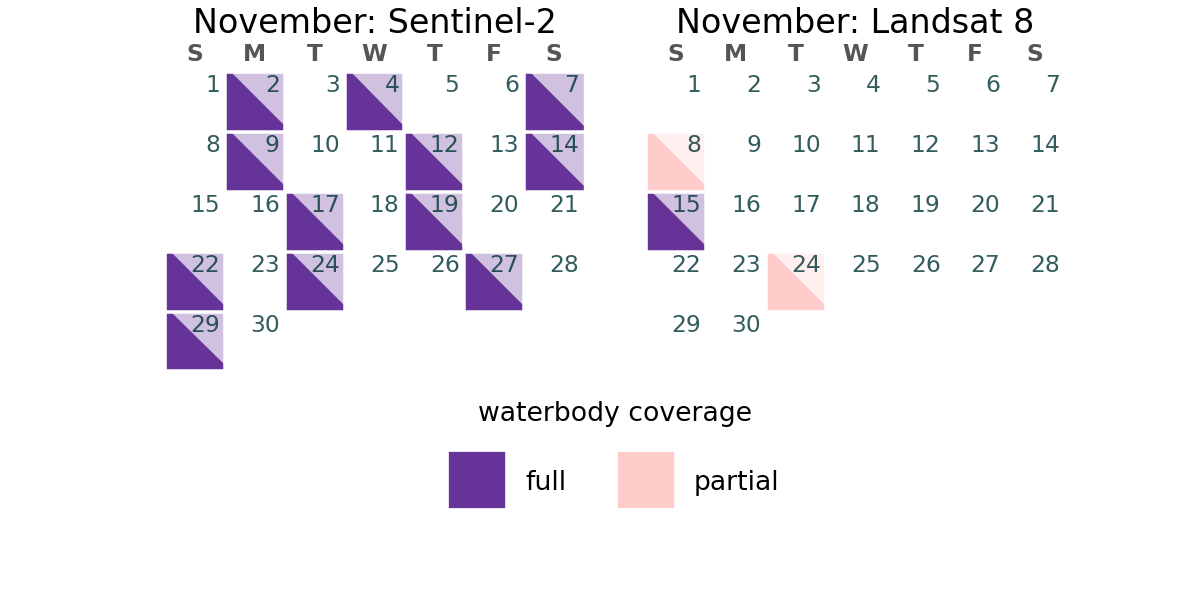 November: Sentinel-2
S M T W T F S
1 2 3 4 5 6 7
8 9 10 11 12 13 14
15 16 17 18 19 20 21
22 23 24 25 26 27 28
29 30
November: Landsat 8
S M T W T F S
1 2 3 4 5 6 7
8 9 10 11 12 13 14
15 16 17 18 19 20 21
22 23 24 25 26 27 28
29 30
waterbody coverage
full partial